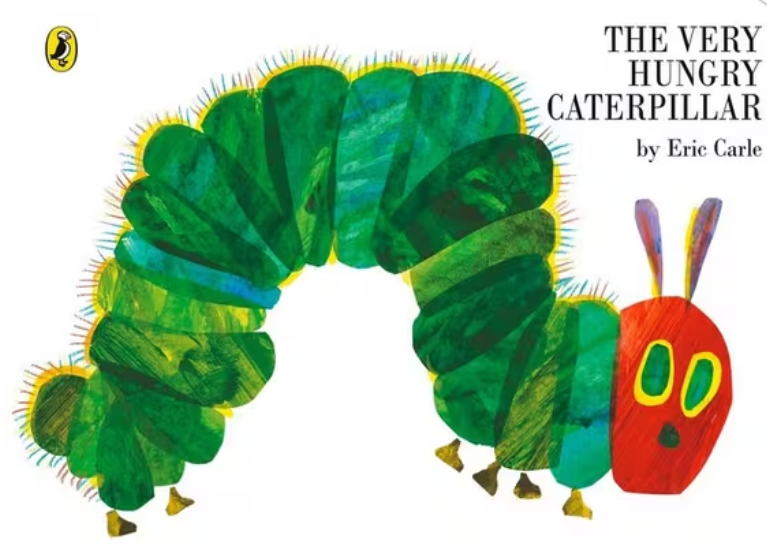 THE VERY
HUNGRY
CATERPILLAR
by Eric Carle